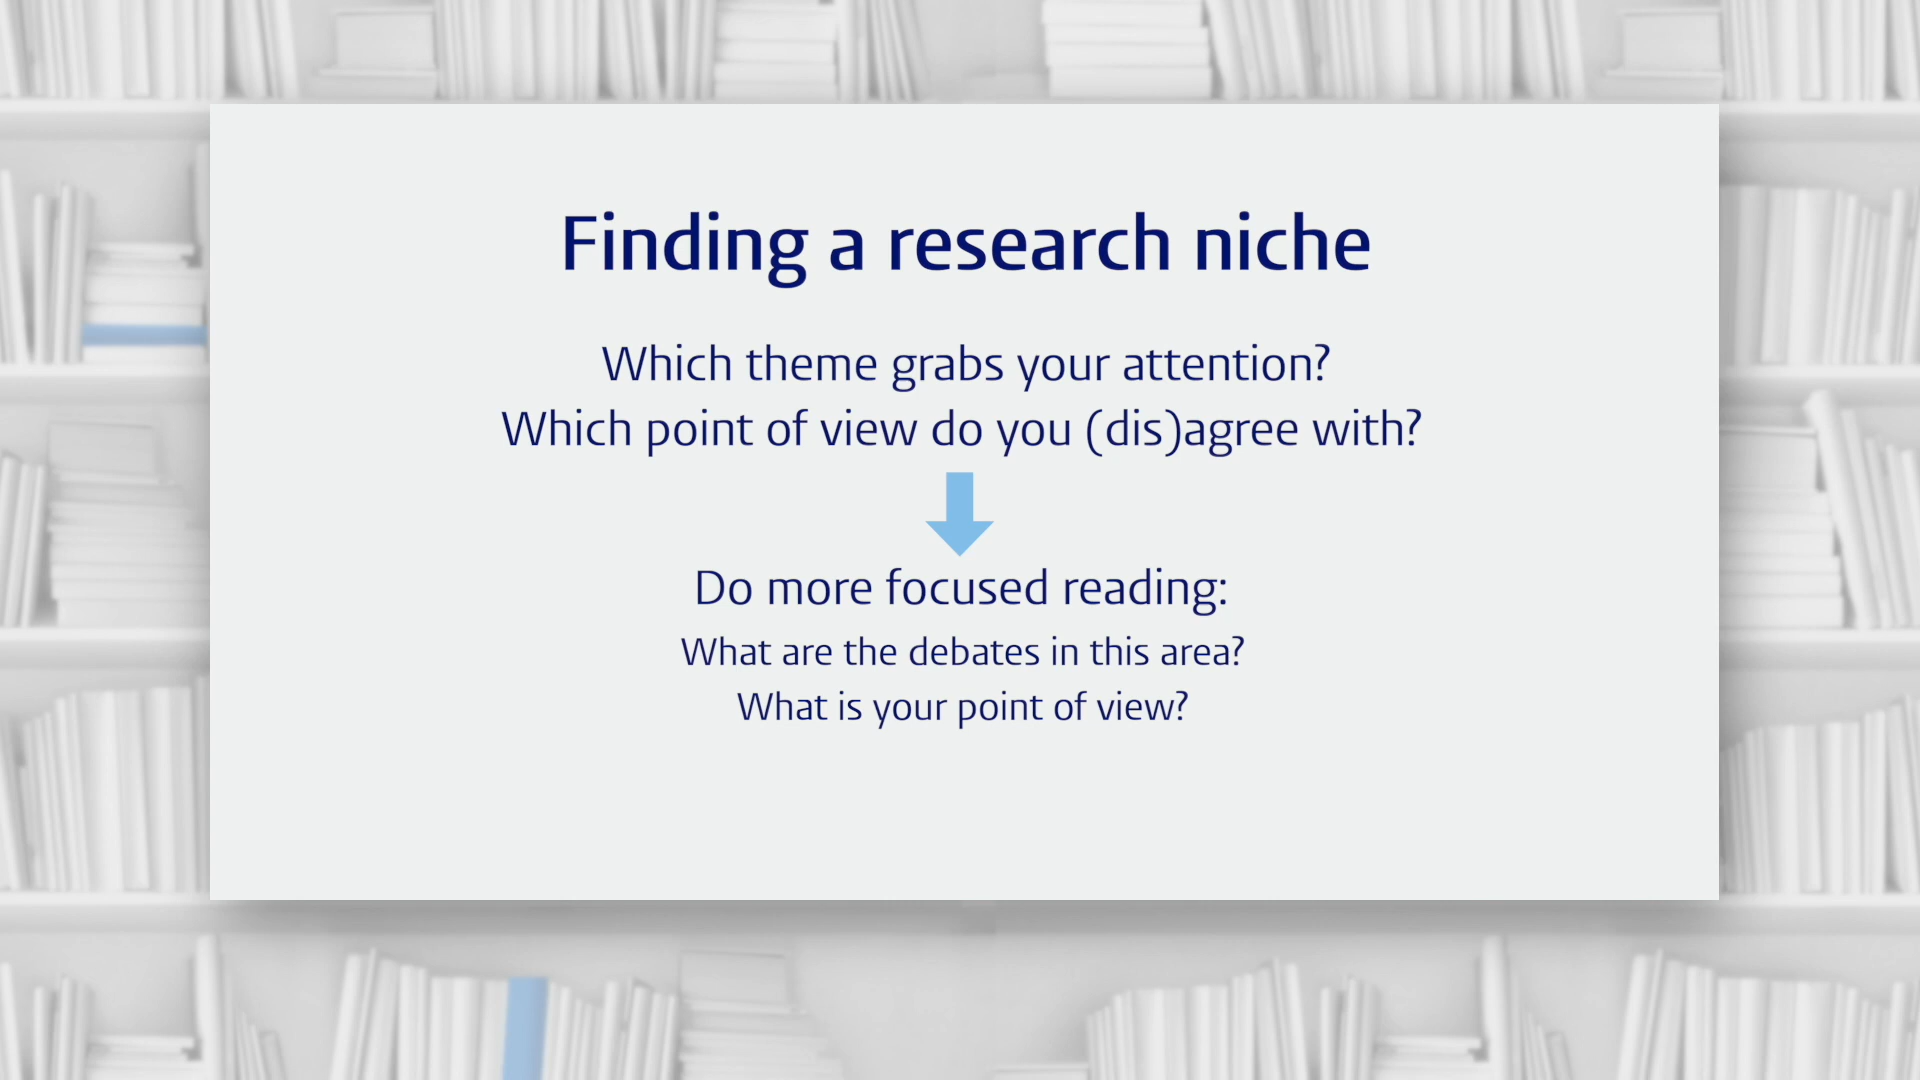 Finding a research niche
Which theme grabs your attention?
Which point of view do you (dis)agree with?
Do more focused reading:
What are the debates in this area?
What is your point of view?